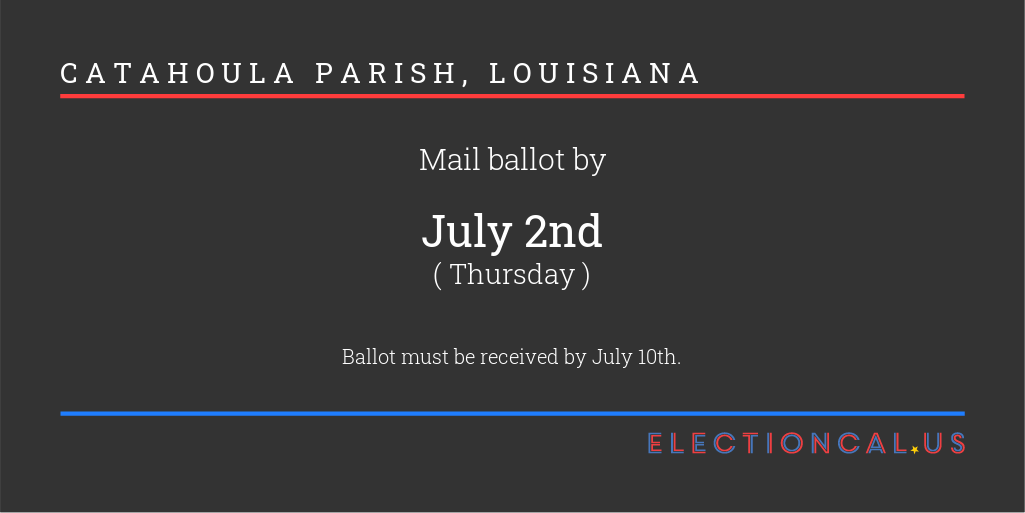 CATAHOULA PARISH, LOUISIANA
Mail ballot by
July 2nd
( Thursday )
Ballot must be received by July 10th.
ELECTIONCAL.US